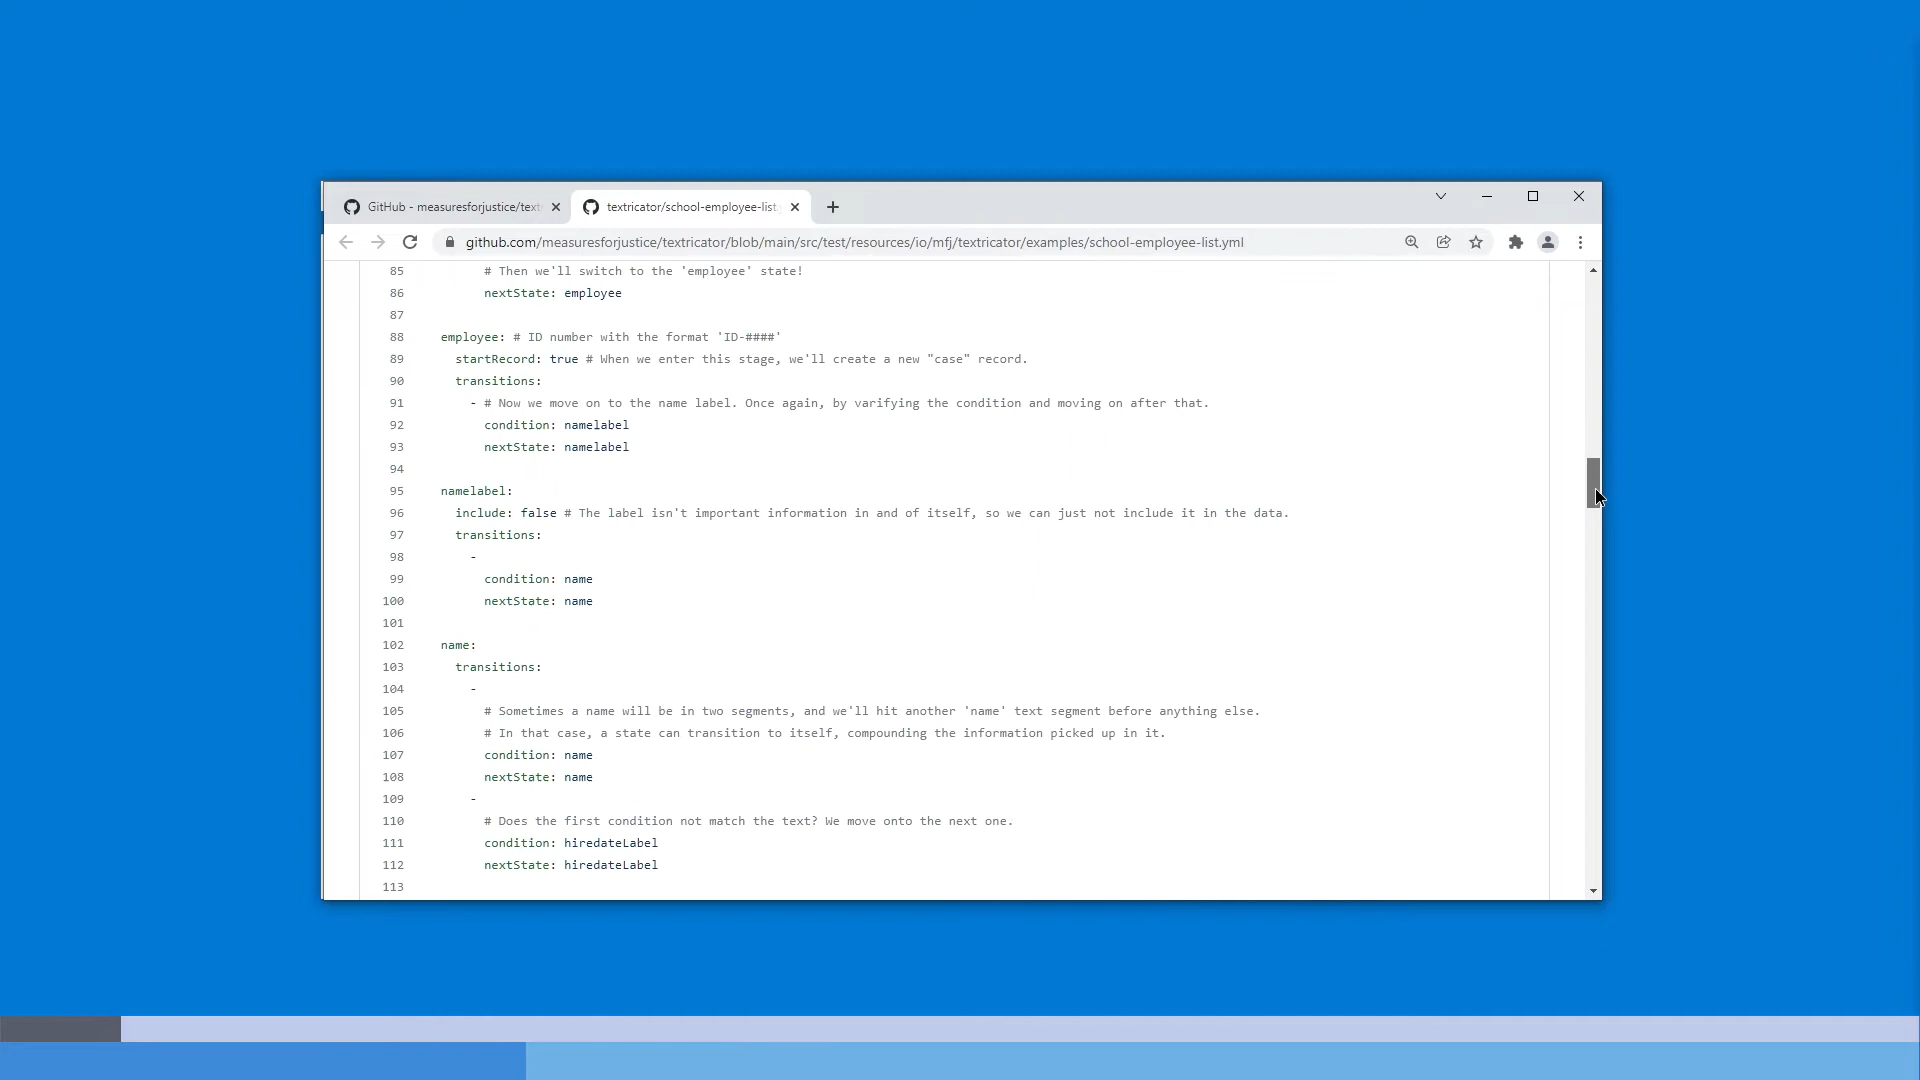 GitHub - measuresforjustice/text
textricator/school-employee-list
github.com/measuresforjustice/textricator/blob/main/src/test/resources/io/mfj/textricator/examples/school-employee-list.yml
85 # Then we'll switch to the 'employee' state!
86 nextState: employee
87
88 employee: # ID number with the format 'ID-####'
89 startRecord: true # When we enter this stage, we'll create a new "case" record.
90 transitions:
91 - # Now we move on to the name label. Once again, by varifying the condition and moving on after that.
92 condition: namelabel
93 nextState: namelabel
94
95 namelabel:
96 include: false # The label isn't important information in and of itself, so we can just not include it in the data.
97 transitions:
98 -
99 condition: name
100 nextState: name
101
102 name:
103 transitions:
104 -
105 # Sometimes a name will be in two segments, and we'll hit another 'name' text segment before anything else.
106 # In that case, a state can transition to itself, compounding the information picked up in it.
107 condition: name
108 nextState: name
109 -
110 # Does the first condition not match the text? We move onto the next one.
111 condition: hiredateLabel
112 nextState: hiredateLabel
113